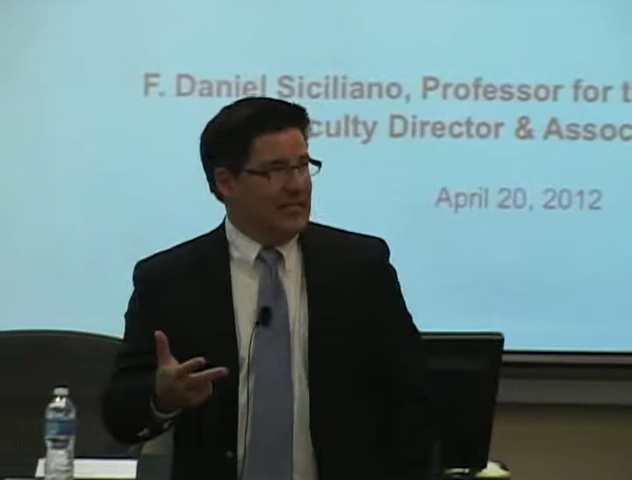 F. Daniel Siciliano, Professor for t
culty Director & Assoc
April 20, 2012